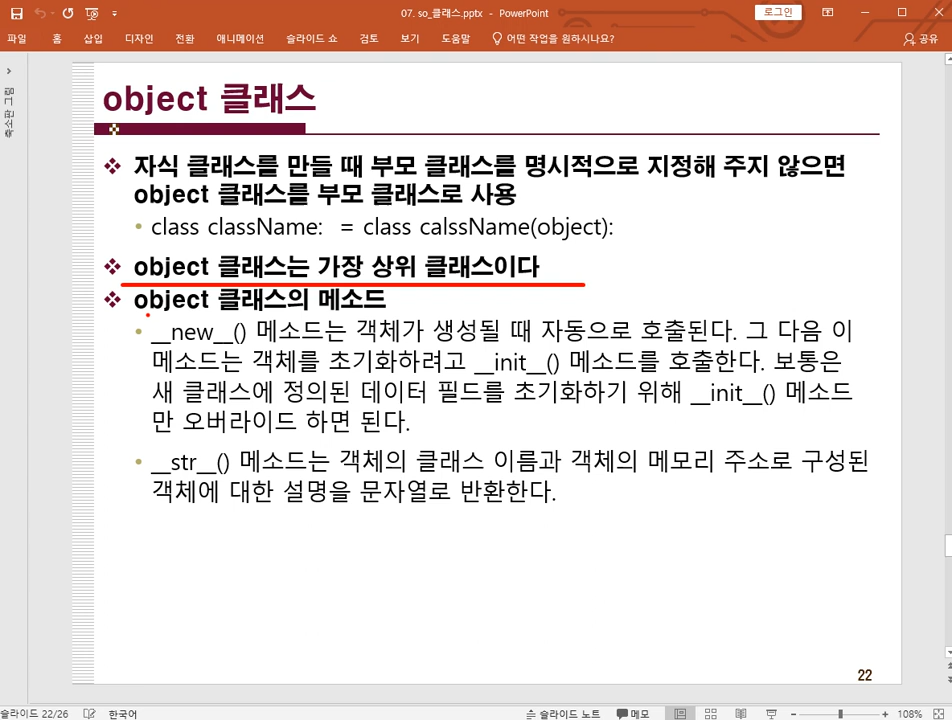 07. so_클래스.pptx - PowerPoint
로그인
파일 홈 삽입 디자인 전환 애니메이션 슬라이드 쇼 검토 보기 도움말 어떤 작업을 원하시나요? 공유
축소판 그림
object 클래스
자식 클래스를 만들 때 부모 클래스를 명시적으로 지정해 주지 않으면
object 클래스를 부모 클래스로 사용
• class className: = class calssName(object):
object 클래스는 가장 상위 클래스이다
object 클래스의 메소드
• __new__() 메소드는 객체가 생성될 때 자동으로 호출된다. 그 다음 이
메소드는 객체를 초기화하려고 __init__() 메소드를 호출한다. 보통은
새 클래스에 정의된 데이터 필드를 초기화하기 위해 __init__() 메소드
만 오버라이드 하면 된다.
• __str__() 메소드는 객체의 클래스 이름과 객체의 메모리 주소로 구성된
객체에 대한 설명을 문자열로 반환한다.
22
슬라이드 22/26 한국어 슬라이드 노트 메모 108%